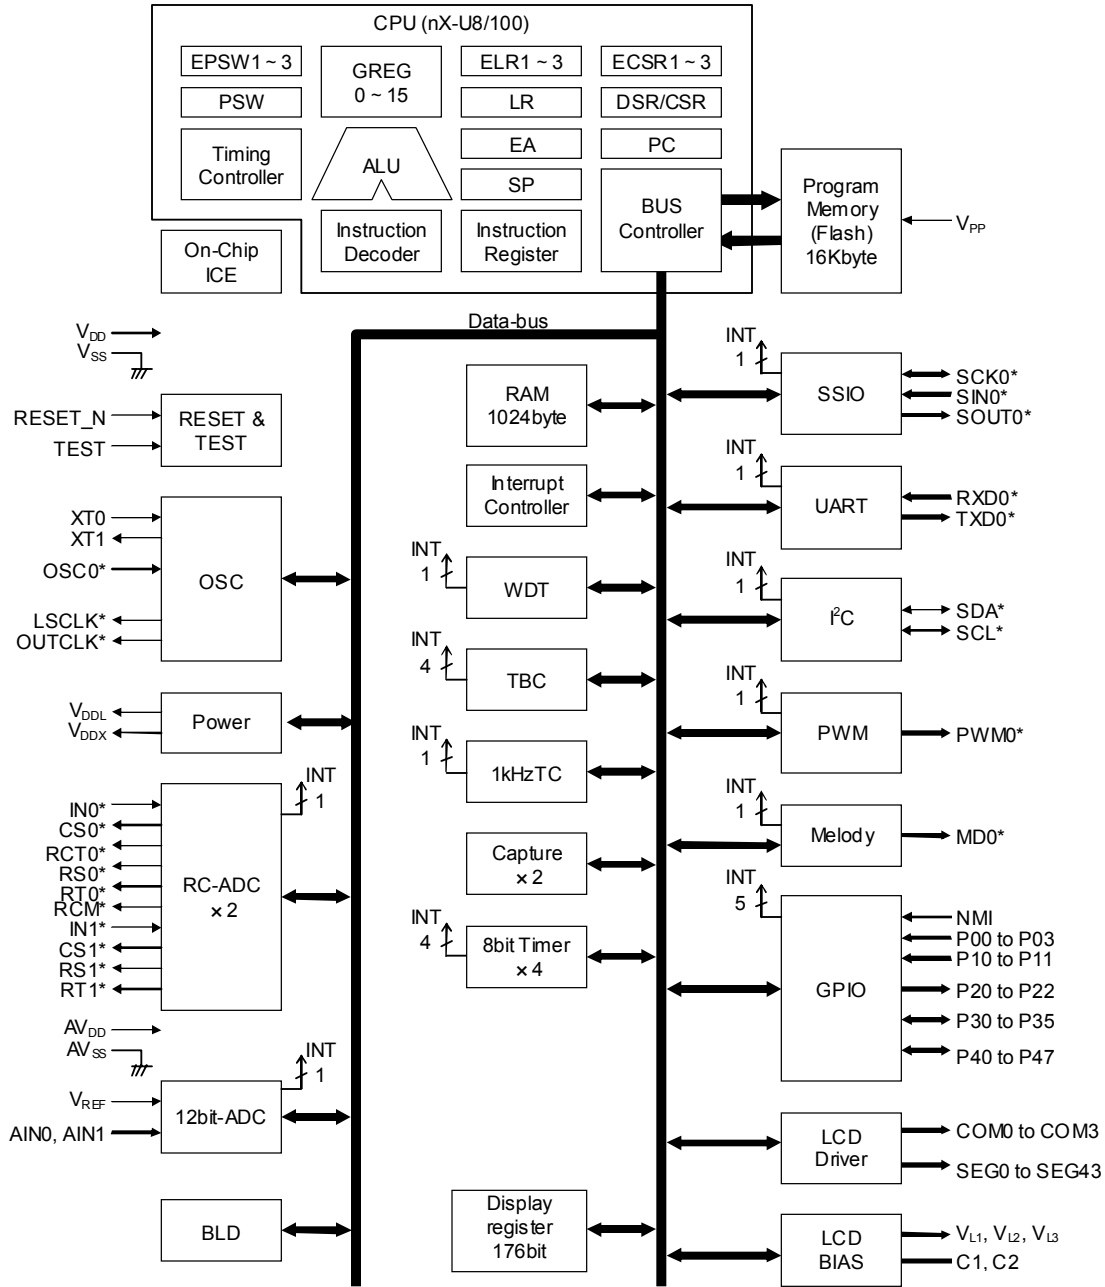 CPU (nX-U8/100)
EPSW1 ~ 3
GREG
0 ~ 15
ELR1 ~ 3
ECSR1 ~ 3
PSW
LR
DSR/CSR
Timing
Controller
ALU
EA
PC
SP
BUS
Controller
Instruction
Decoder
Instruction
Register
On-Chip
ICE
Program
Memory
(Flash)
16Kbyte
VPP
Data-bus
VDD
VSS
RESET_N
TEST
RESET &
TEST
XT0
XT1
OSC0*
LSCLK*
OUTCLK*
OSC
VDDL
VDDX
Power
IN0*
CS0*
RCT0*
RS0*
RT0*
RCM*
IN1*
CS1*
RS1*
RT1*
RC-ADC
× 2
INT
1
AVDD
AVSS
VREF
AIN0, AIN1
12bit-ADC
INT
1
BLD
RAM
1024byte
Interrupt
Controller
INT
1
WDT
INT
4
TBC
INT
1
1kHzTC
Capture
× 2
INT
4
8bit Timer
× 4
Display
register
176bit
INT
1
SSIO
SCK0*
SIN0*
SOUT0*
INT
1
UART
RXD0*
TXD0*
INT
1
I²C
SDA*
SCL*
INT
1
PWM
PWM0*
INT
1
Melody
MD0*
INT
5
GPIO
NMI
P00 to P03
P10 to P11
P20 to P22
P30 to P35
P40 to P47
LCD
Driver
COM0 to COM3
SEG0 to SEG43
LCD
BIAS
VL1, VL2, VL3
C1, C2